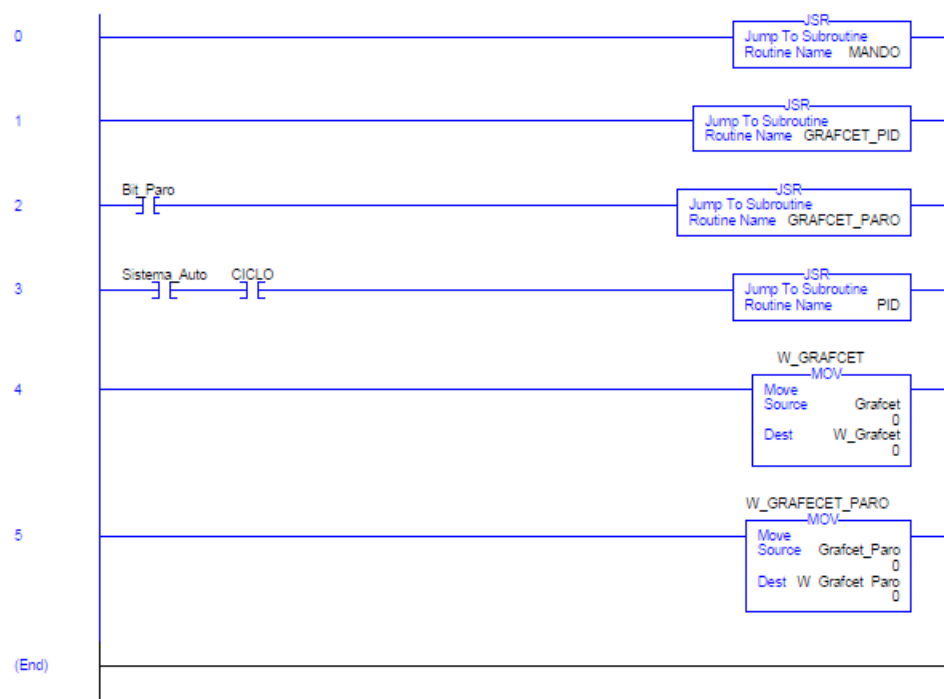 0
JSR
Jump To Subroutine
Routine Name MANDO
1
JSR
Jump To Subroutine
Routine Name GRAFCET_PID
2
Bit_Paro
JSR
Jump To Subroutine
Routine Name GRAFCET_PARO
3
Sistema_Auto CICLO
JSR
Jump To Subroutine
Routine Name PID
4
W_GRAFCET
MOV
Move
Source Grafcet
0
Dest W_Grafcet
0
5
W_GRAFECET_PARO
MOV
Move
Source Grafcet_Paro
0
Dest W_Grafcet_Paro
0
(End)